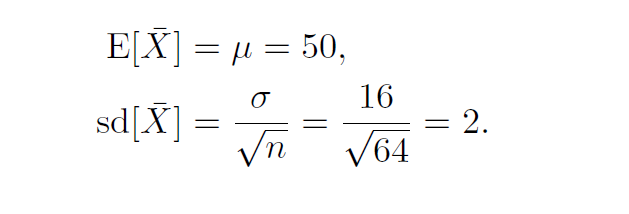 E[X̄] = μ = 50,
sd[X̄] = σ/√n = 16/√64 = 2.